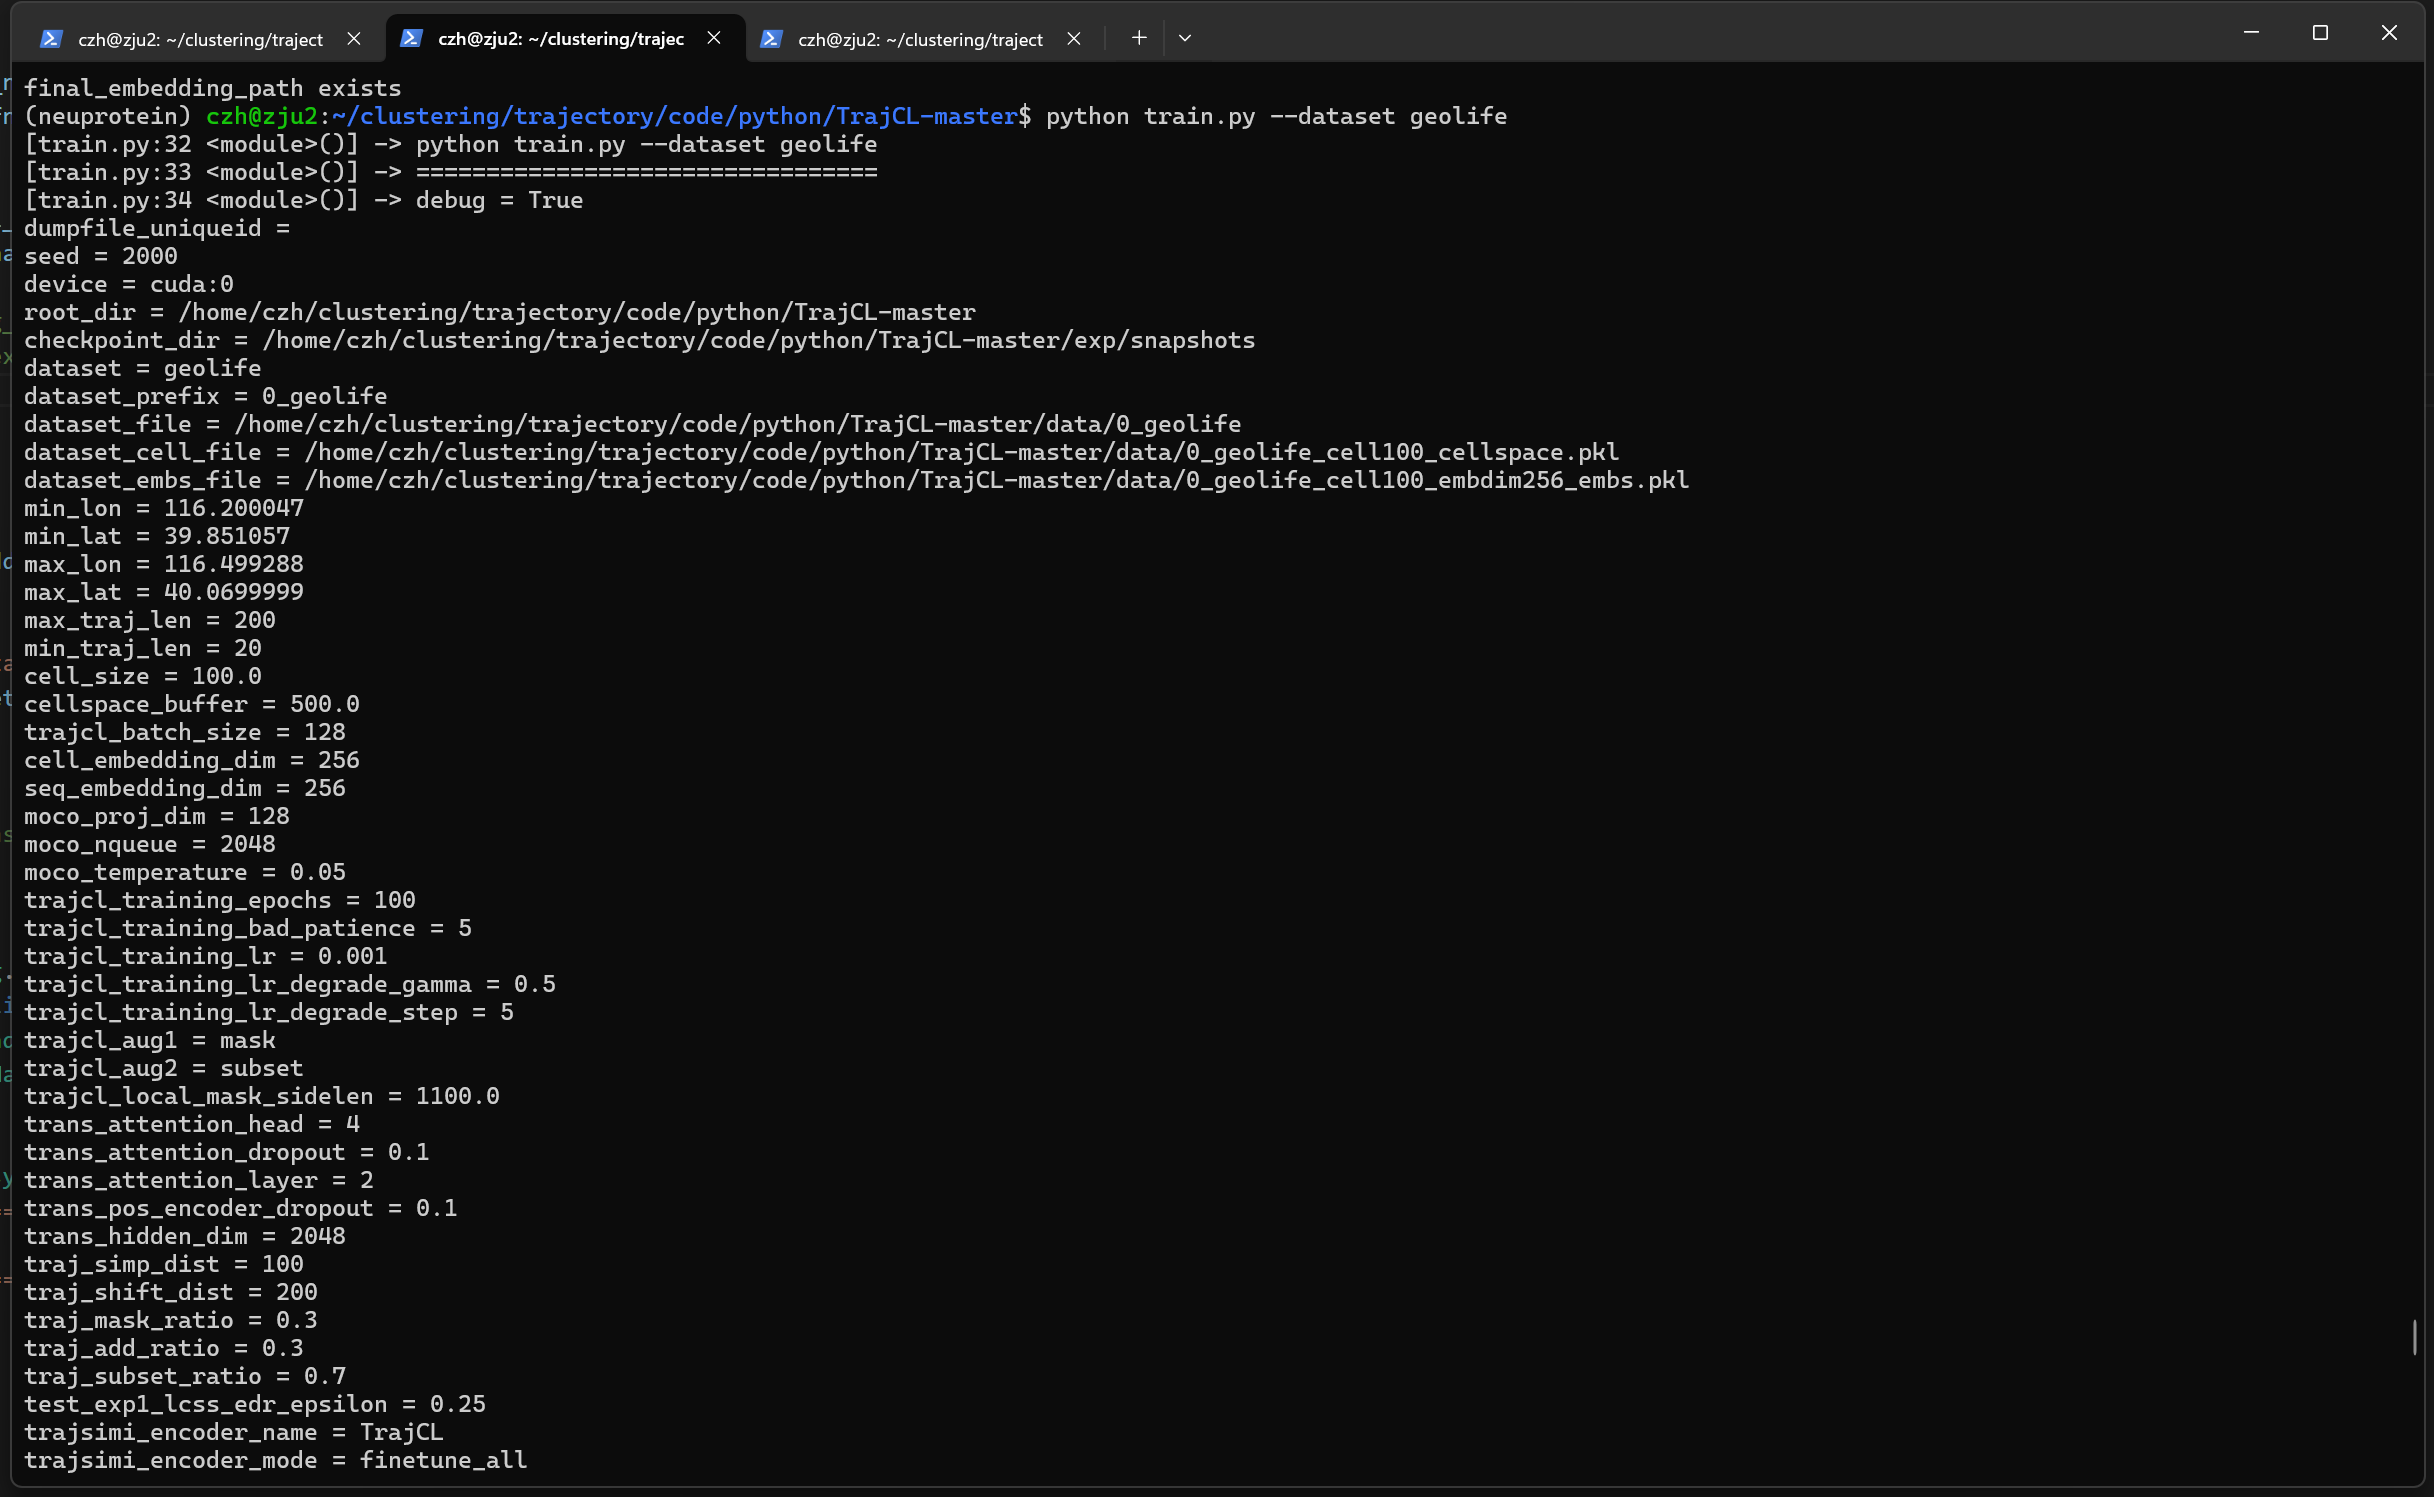 czh@zju2: ~/clustering/traject
czh@zju2: ~/clustering/trajec
czh@zju2: ~/clustering/traject
final_embedding_path exists
(neuprotein) czh@zju2:~/clustering/trajectory/code/python/TrajCL-master$ python train.py --dataset geolife
[train.py:32 <module>()] -> python train.py --dataset geolife
[train.py:33 <module>()] -> =================================
[train.py:34 <module>()] -> debug = True
dumpfile_uniqueid =
seed = 2000
device = cuda:0
root_dir = /home/czh/clustering/trajectory/code/python/TrajCL-master
checkpoint_dir = /home/czh/clustering/trajectory/code/python/TrajCL-master/exp/snapshots
dataset = geolife
dataset_prefix = 0_geolife
dataset_file = /home/czh/clustering/trajectory/code/python/TrajCL-master/data/0_geolife
dataset_cell_file = /home/czh/clustering/trajectory/code/python/TrajCL-master/data/0_geolife_cell100_cellspace.pkl
dataset_embs_file = /home/czh/clustering/trajectory/code/python/TrajCL-master/data/0_geolife_cell100_embdim256_embs.pkl
min_lon = 116.200047
min_lat = 39.851057
max_lon = 116.499288
max_lat = 40.0699999
max_traj_len = 200
min_traj_len = 20
cell_size = 100.0
cellspace_buffer = 500.0
trajcl_batch_size = 128
cell_embedding_dim = 256
seq_embedding_dim = 256
moco_proj_dim = 128
moco_nqueue = 2048
moco_temperature = 0.05
trajcl_training_epochs = 100
trajcl_training_bad_patience = 5
trajcl_training_lr = 0.001
trajcl_training_lr_degrade_gamma = 0.5
trajcl_training_lr_degrade_step = 5
trajcl_aug1 = mask
trajcl_aug2 = subset
trajcl_local_mask_sidelen = 1100.0
trans_attention_head = 4
trans_attention_dropout = 0.1
trans_attention_layer = 2
trans_pos_encoder_dropout = 0.1
trans_hidden_dim = 2048
traj_simp_dist = 100
traj_shift_dist = 200
traj_mask_ratio = 0.3
traj_add_ratio = 0.3
traj_subset_ratio = 0.7
test_exp1_lcss_edr_epsilon = 0.25
trajsimi_encoder_name = TrajCL
trajsimi_encoder_mode = finetune_all